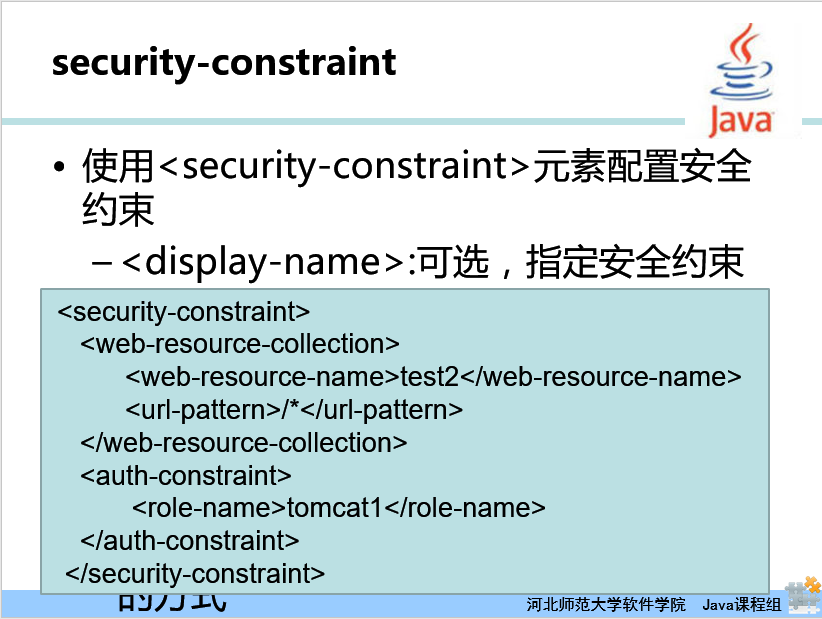 security-constraint
Java
• 使用<security-constraint>元素配置安全
约束
– <display-name>:可选，指定安全约束
<security-constraint>
<web-resource-collection>
<web-resource-name>test2</web-resource-name>
<url-pattern>/*</url-pattern>
</web-resource-collection>
<auth-constraint>
<role-name>tomcat1</role-name>
</auth-constraint>
</security-constraint>
的方式
河北师范大学软件学院 Java课程组